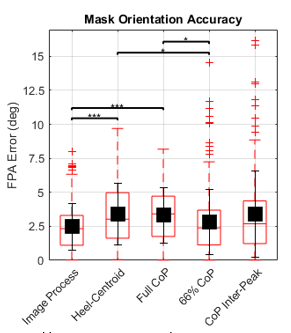 Mask Orientation Accuracy
FPA Error (deg)
15
12.5
10
7.5
5
2.5
0
*
*
***
***
Image Process
Heel-Centroid
Full CoP
66% CoP
CoP Inter-Peak